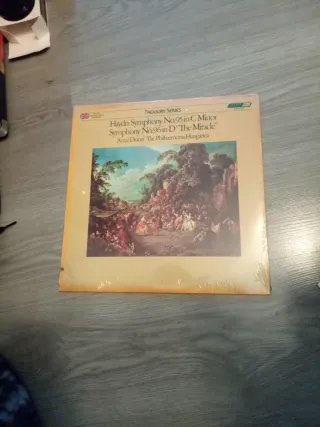 TREASURY SERIES
Haydn: Symphony No.95 in C Minor
Symphony No.96 in D "The Miracle"
Antal Dorati The Philharmonia Hungarica
LONDON